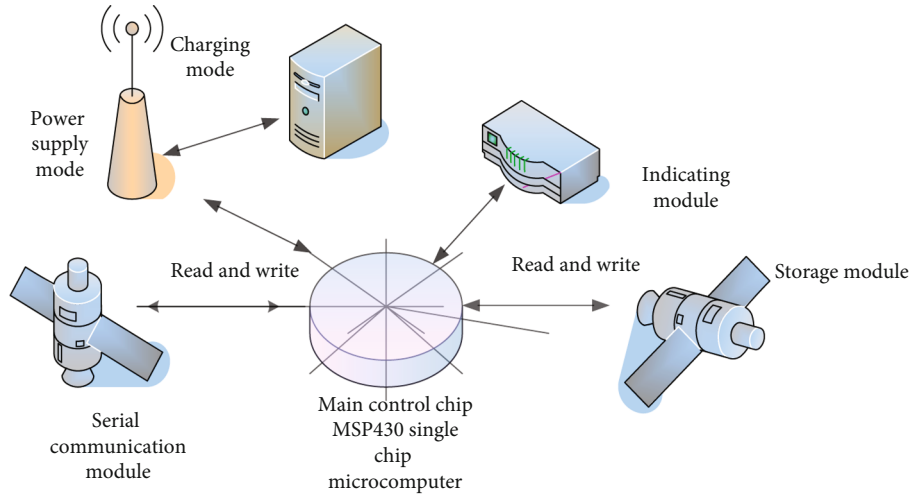 Charging
mode
Power
supply
mode
Indicating
module
Read and write
Read and write
Storage module
Serial
communication
module
Main control chip
MSP430 single
chip
microcomputer